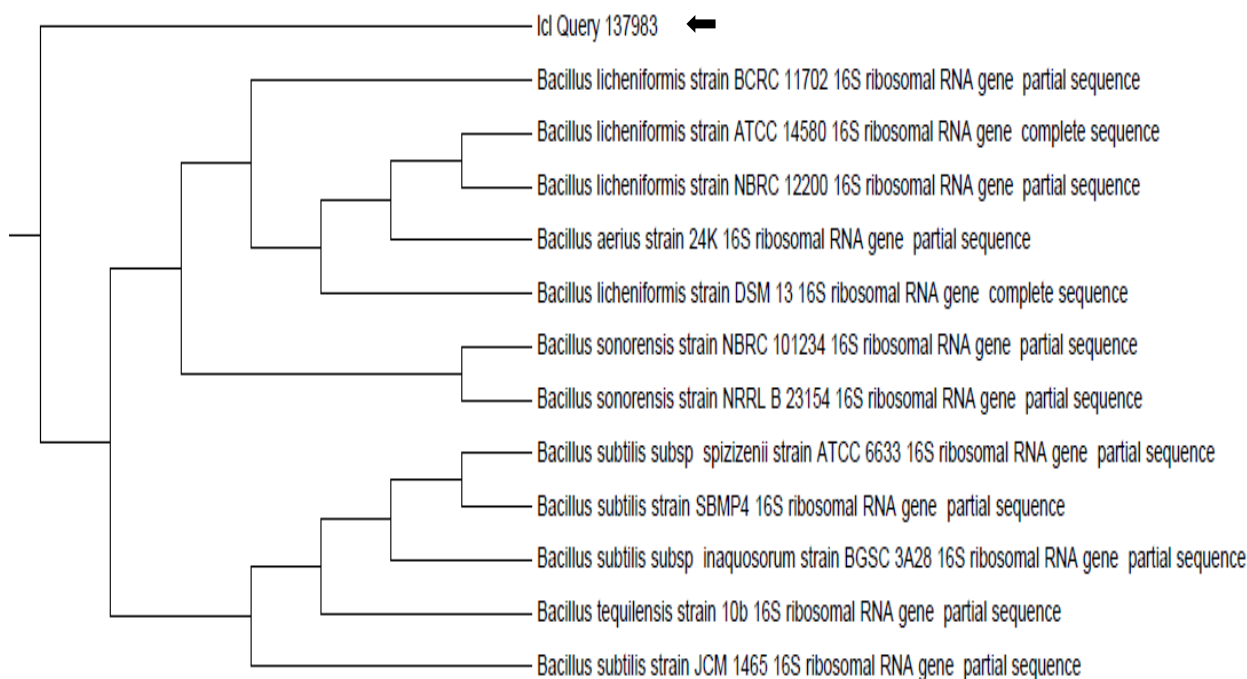 lcl Query 137983
Bacillus licheniformis strain BCRC 11702 16S ribosomal RNA gene partial sequence
Bacillus licheniformis strain ATCC 14580 16S ribosomal RNA gene complete sequence
Bacillus licheniformis strain NBRC 12200 16S ribosomal RNA gene partial sequence
Bacillus aerius strain 24K 16S ribosomal RNA gene partial sequence
Bacillus licheniformis strain DSM 13 16S ribosomal RNA gene complete sequence
Bacillus sonorensis strain NBRC 101234 16S ribosomal RNA gene partial sequence
Bacillus sonorensis strain NRRL B 23154 16S ribosomal RNA gene partial sequence
Bacillus subtilis subsp spizizenii strain ATCC 6633 16S ribosomal RNA gene partial sequence
Bacillus subtilis strain SBMP4 16S ribosomal RNA gene partial sequence
Bacillus subtilis subsp inaquosorum strain BGSC 3A28 16S ribosomal RNA gene partial sequence
Bacillus tequilensis strain 10b 16S ribosomal RNA gene partial sequence
Bacillus subtilis strain JCM 1465 16S ribosomal RNA gene partial sequence